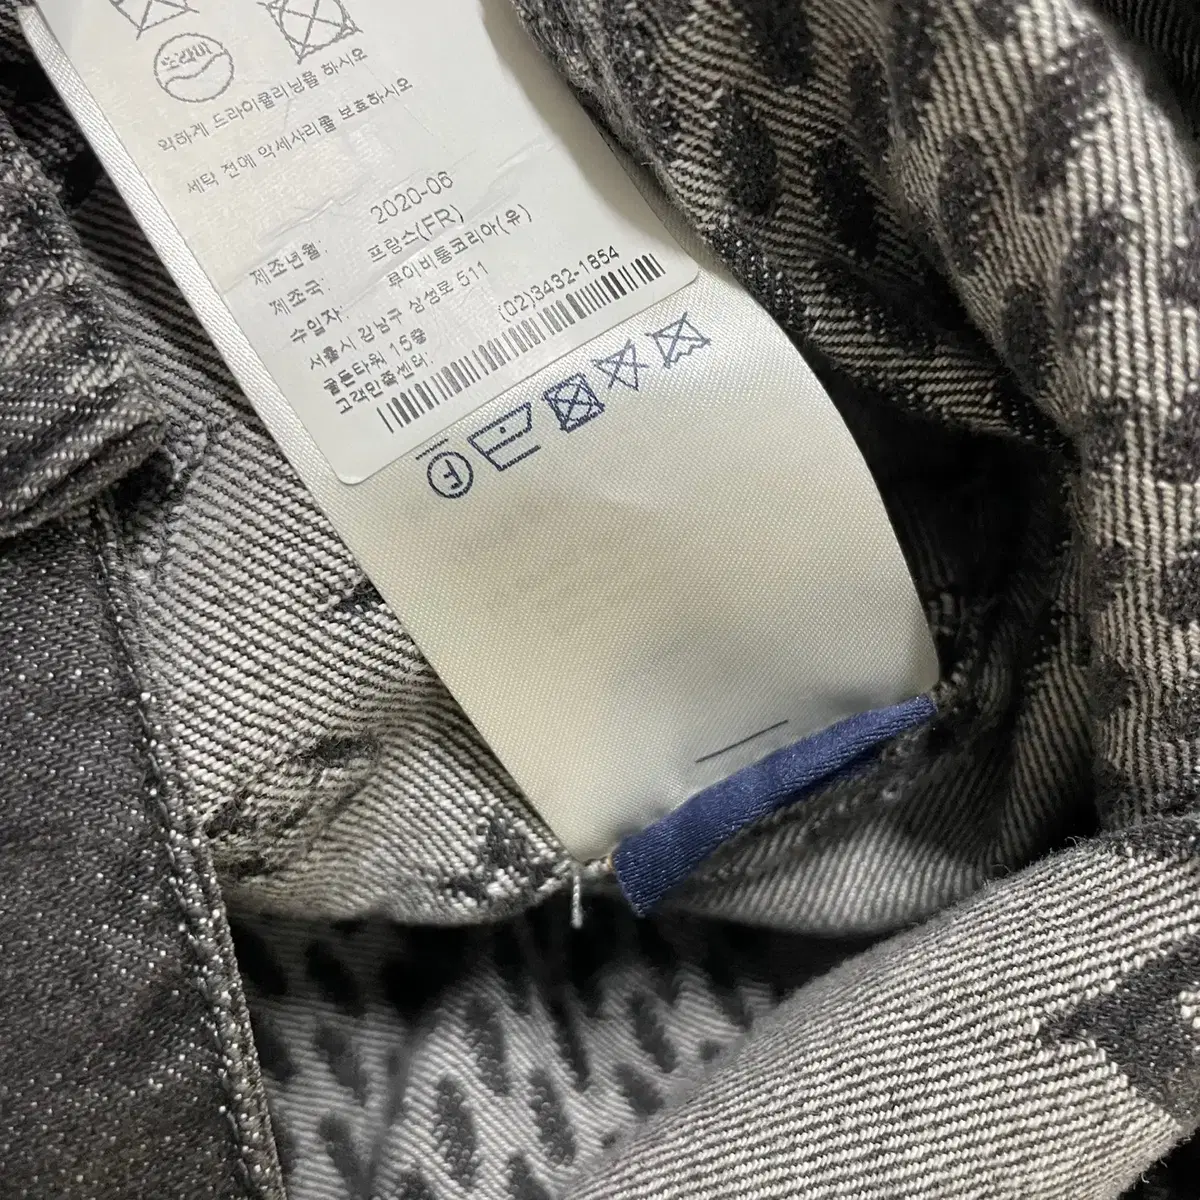 드라이
약하게 드라이클리닝을 하시오
세탁 전에 악세사리를 보호하시오
제조년월: 2020-06
제조국: 프랑스(FR)
수입자: 루이비통코리아(유)
서울시 강남구 삼성로 511
골든타워 15층
고객만족센터: (02)3432-1854
F